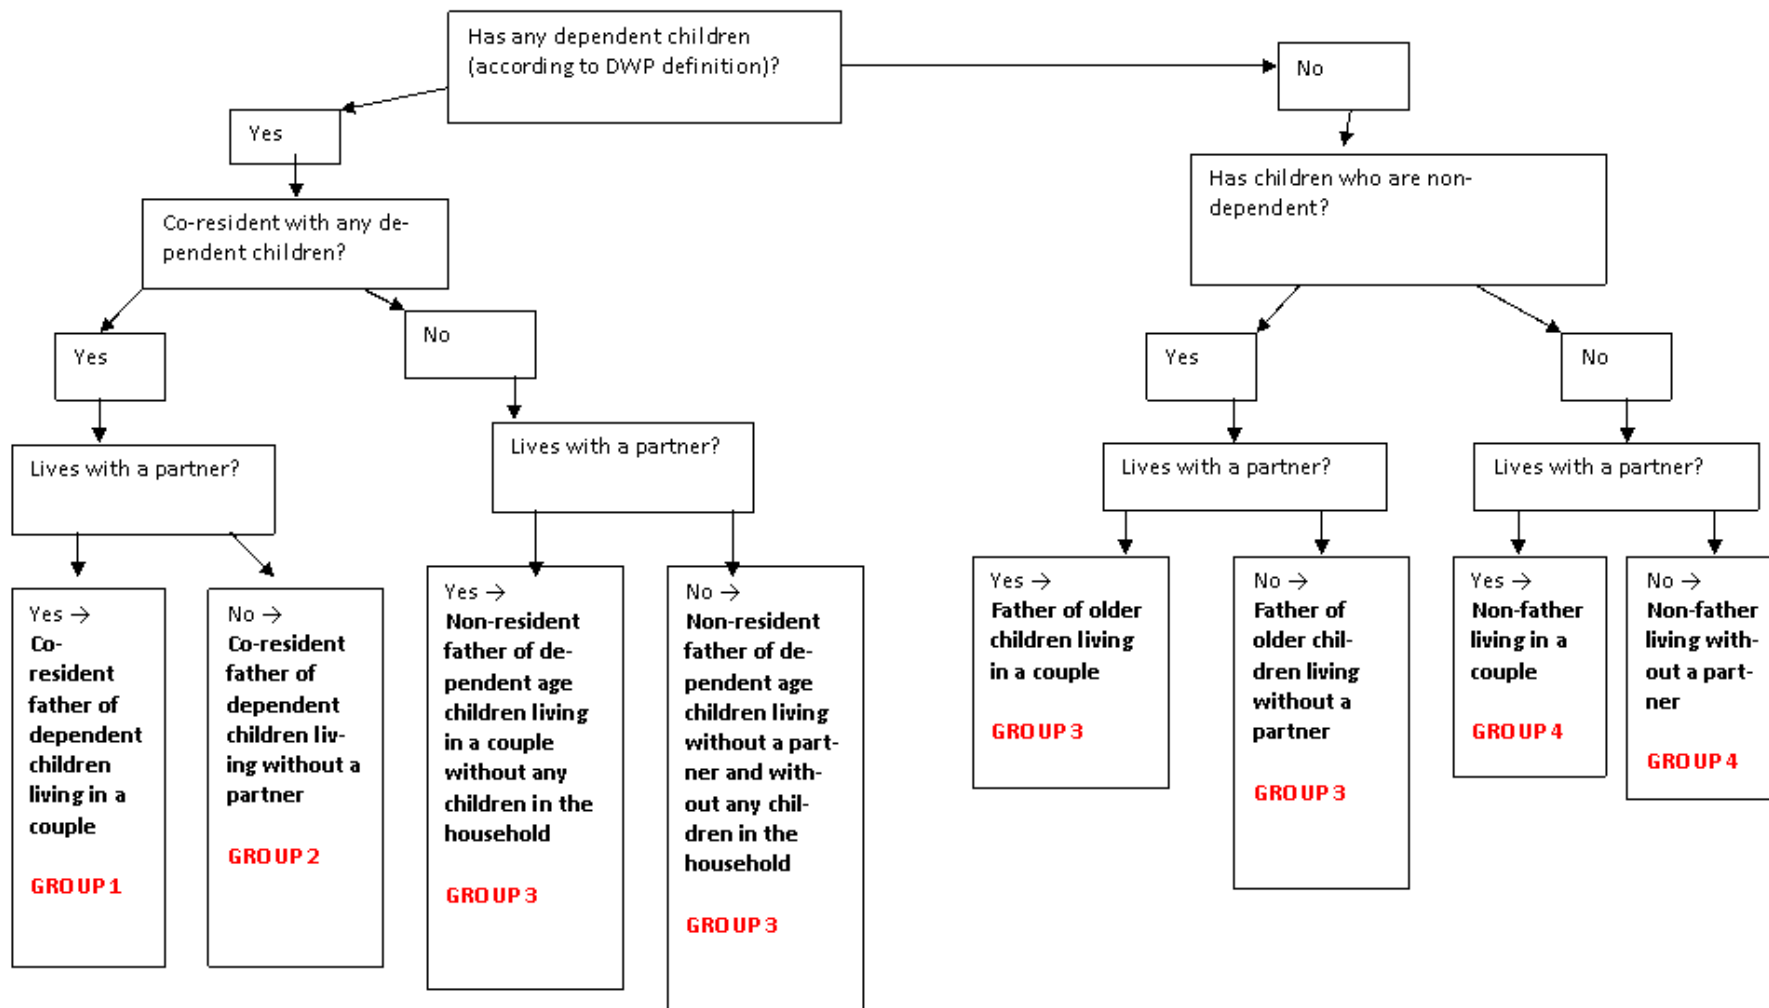 Has any dependent children
(according to DWP definition)?
No
Yes
Has children who are non-
dependent?
Co-resident with any de-
pendent children?
Yes
No
Yes
No
Lives with a partner?
Lives with a partner?
Lives with a partner?
Lives with a partner?
Yes →
Co-
resident
father of
dependent
children
living in a
couple
GROUP 1
No →
Co-resident
father of
dependent
children liv-
ing without a
partner
GROUP 2
Yes →
Non-resident
father of de-
pendent age
children living
in a couple
without any
children in the
household
GROUP 3
No →
Non-resident
father of de-
pendent age
children living
without a part-
ner and with-
out any chil-
dren in the
household
GROUP 3
Yes →
Father of older
children living
in a couple
GROUP 3
No →
Father of
older chil-
dren living
without a
partner
GROUP 3
Yes →
Non-father
living in a
couple
GROUP 4
No →
Non-father
living with-
out a part-
ner
GROUP 4